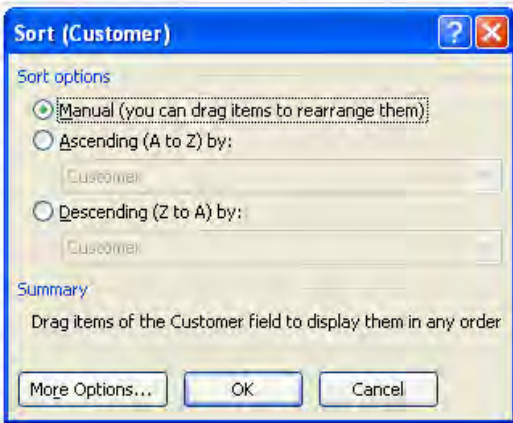 Sort (Customer)
Sort options
Manual (you can drag items to rearrange them)
Ascending (A to Z) by:
Customer
Descending (Z to A) by:
Customer
Summary
Drag items of the Customer field to display them in any order
More Options... OK Cancel